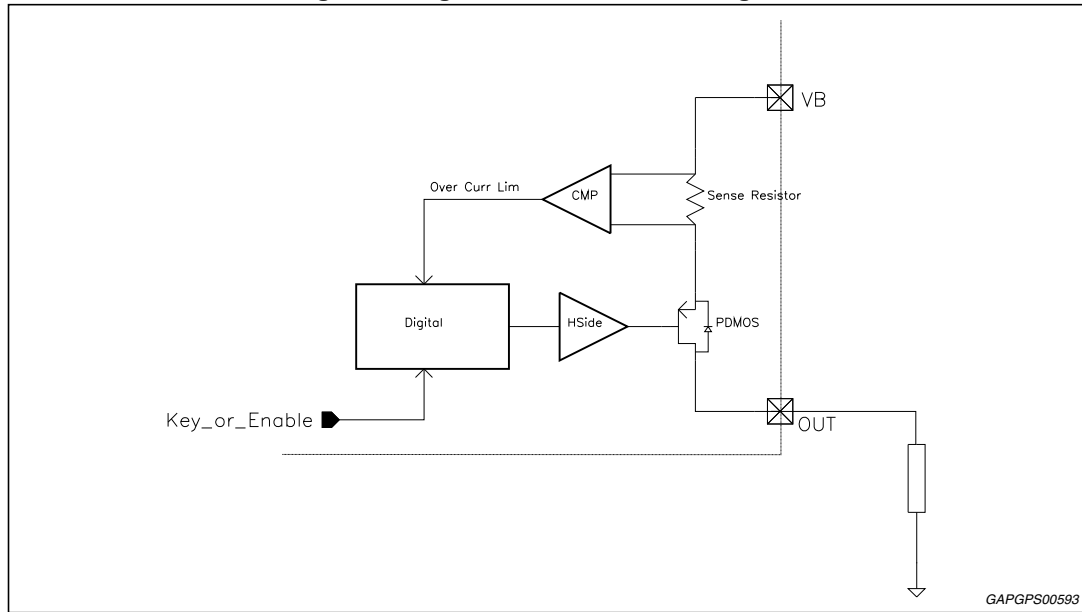 VB
Over Curr Lim
CMP
Sense Resistor
Digital
HSide
PDMOS
Key_or_Enable
OUT
GAPGPS00593